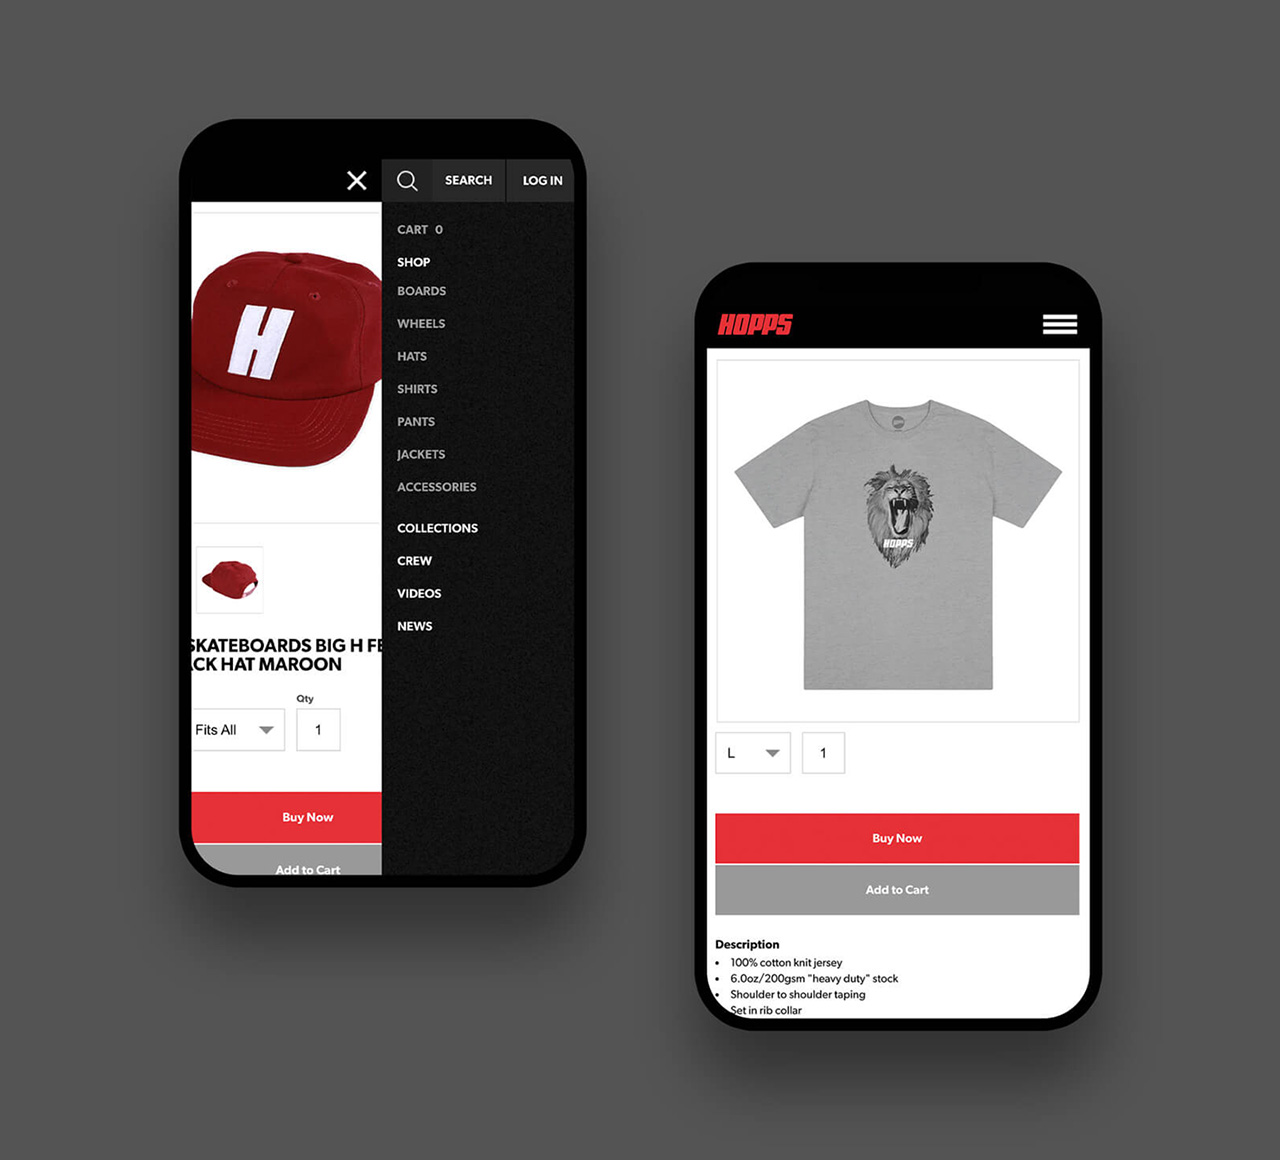 SEARCH
LOG IN
CART 0
SHOP
BOARDS
WHEELS
HATS
SHIRTS
PANTS
JACKETS
ACCESSORIES
COLLECTIONS
CREW
VIDEOS
NEWS
H
SKATEBOARDS BIG H FE
ACK HAT MAROON
Qty
Fits All
1
Buy Now
Add to Cart
HOPPS
HOPPS
L
1
Buy Now
Add to Cart
Description
• 100% cotton knit jersey
• 6.0oz/200gsm "heavy duty" stock
• Shoulder to shoulder taping
Set in rib collar